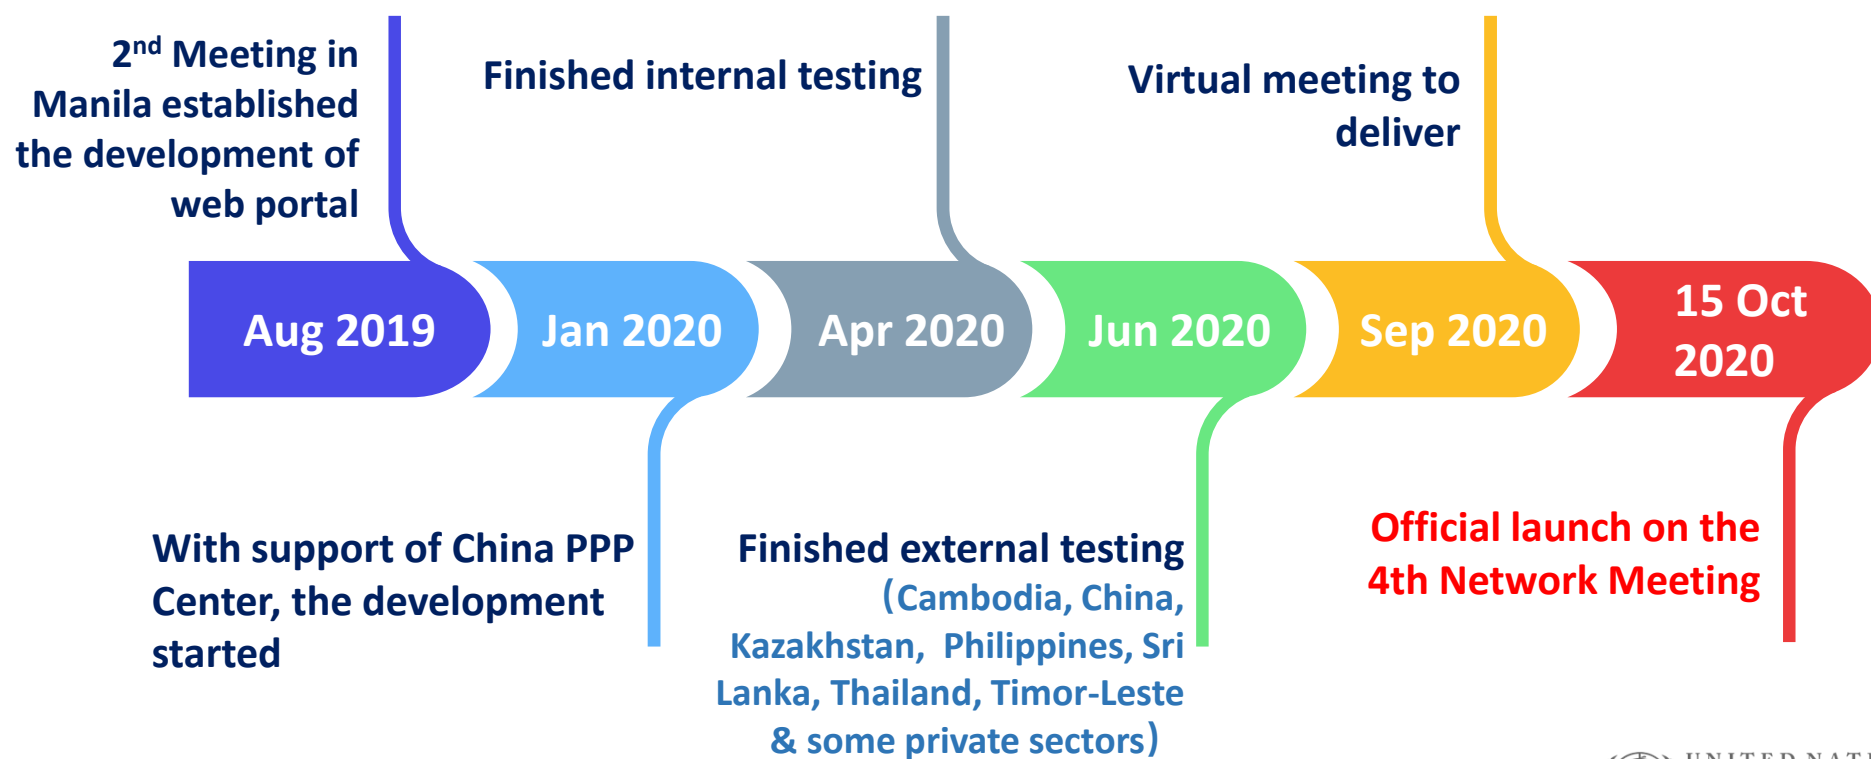 2nd Meeting in
Manila established
the development of
web portal
Finished internal testing
Virtual meeting to
deliver
Aug 2019
Jan 2020
Apr 2020
Jun 2020
Sep 2020
15 Oct
2020
With support of China PPP
Center, the development
started
Finished external testing
(Cambodia, China,
Kazakhstan, Philippines, Sri
Lanka, Thailand, Timor-Leste
& some private sectors)
Official launch on the
4th Network Meeting